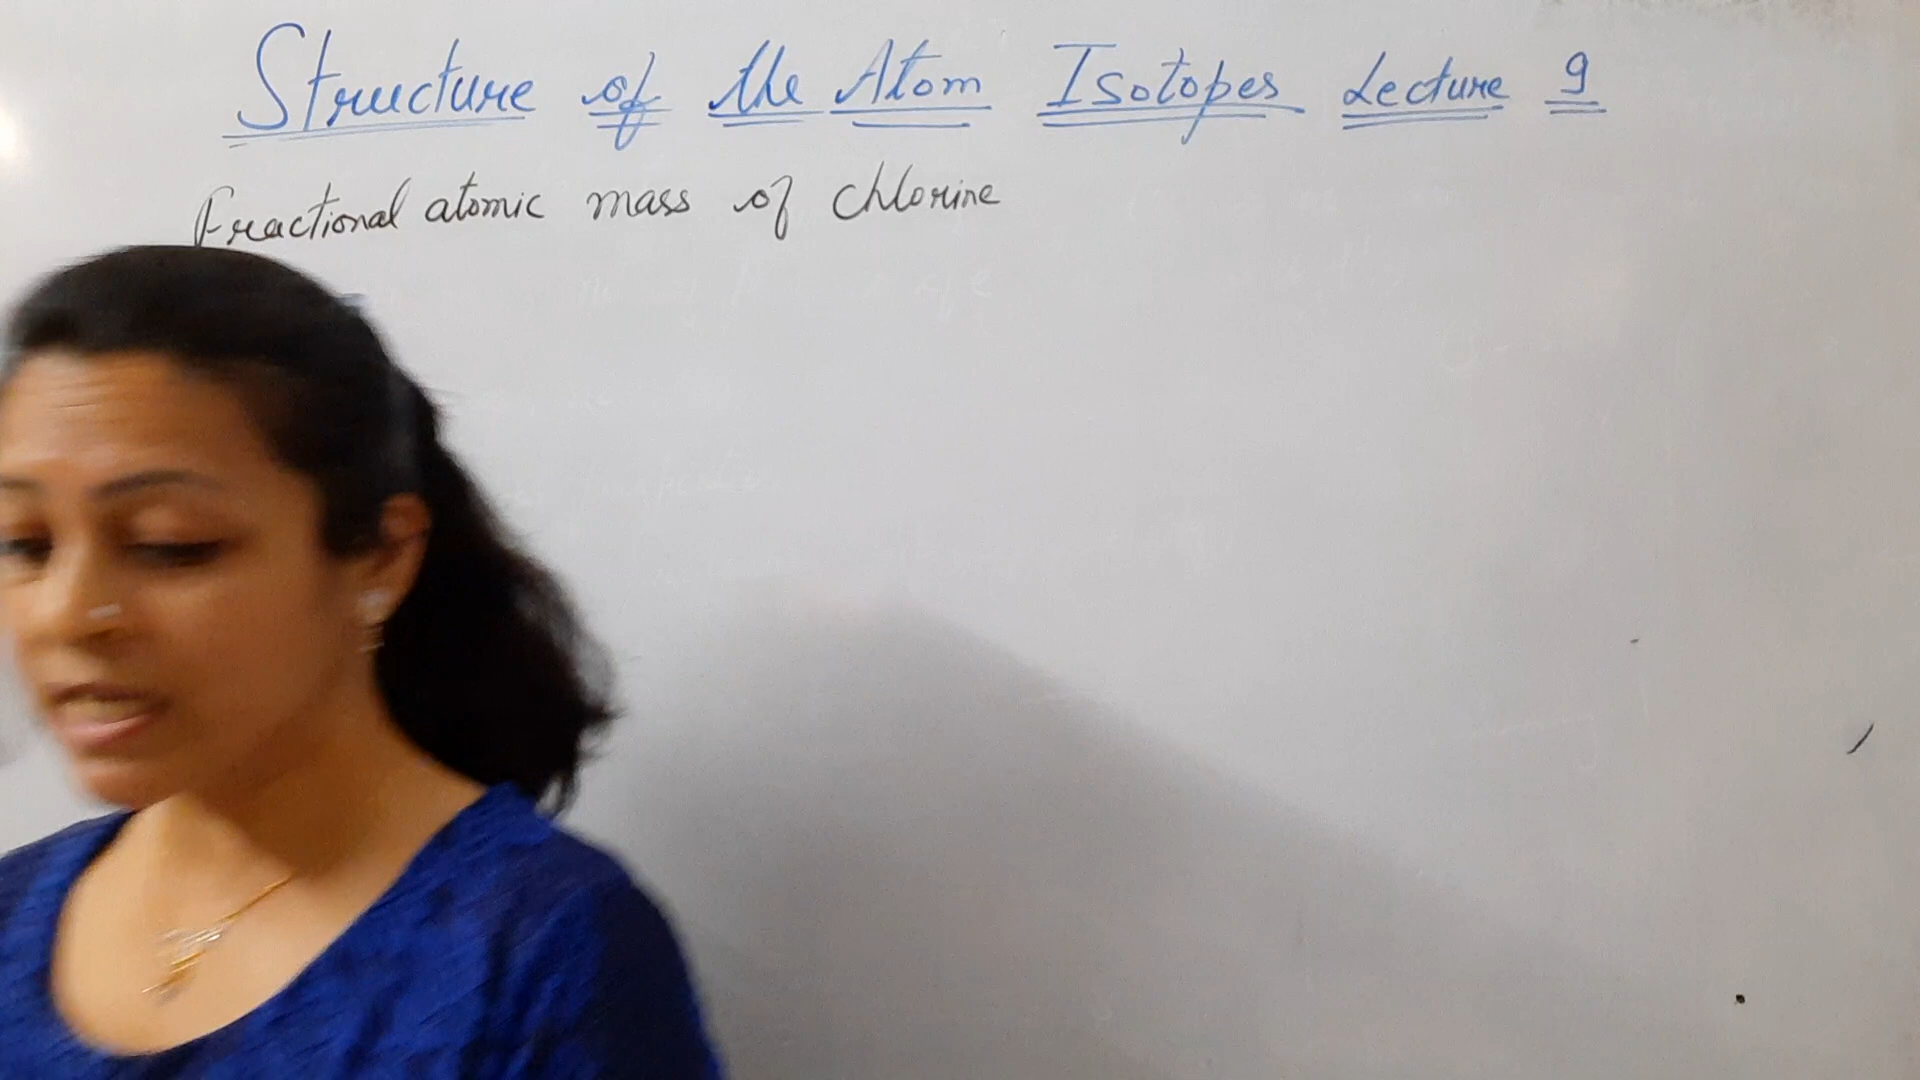 Structure of the Atom Isotopes Lecture 9
Fractional atomic mass of chlorine